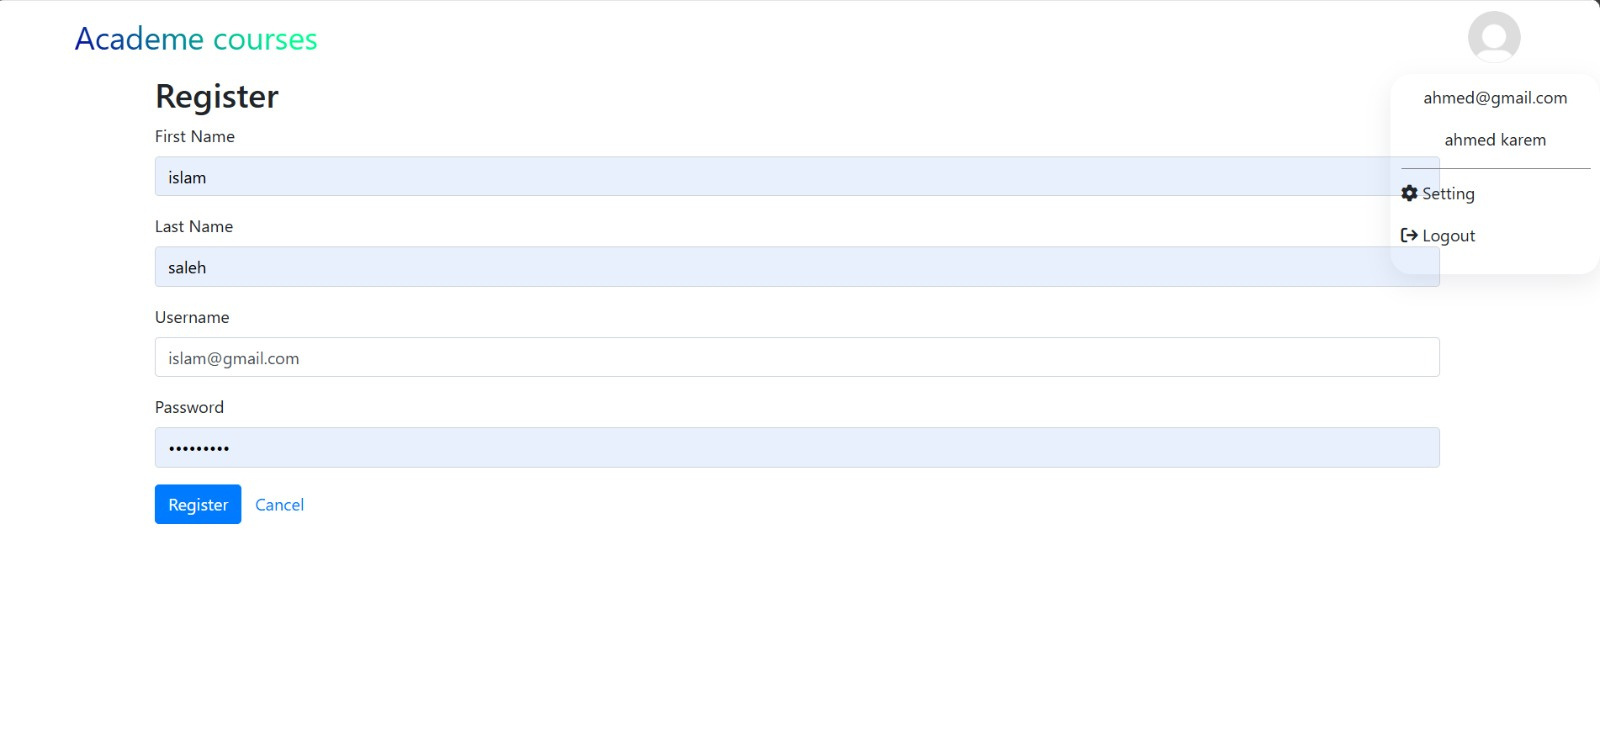 Academe courses
ahmed@gmail.com
ahmed karem
Setting
Logout
Register
First Name
islam
Last Name
saleh
Username
islam@gmail.com
Password
•••••••••
Register
Cancel